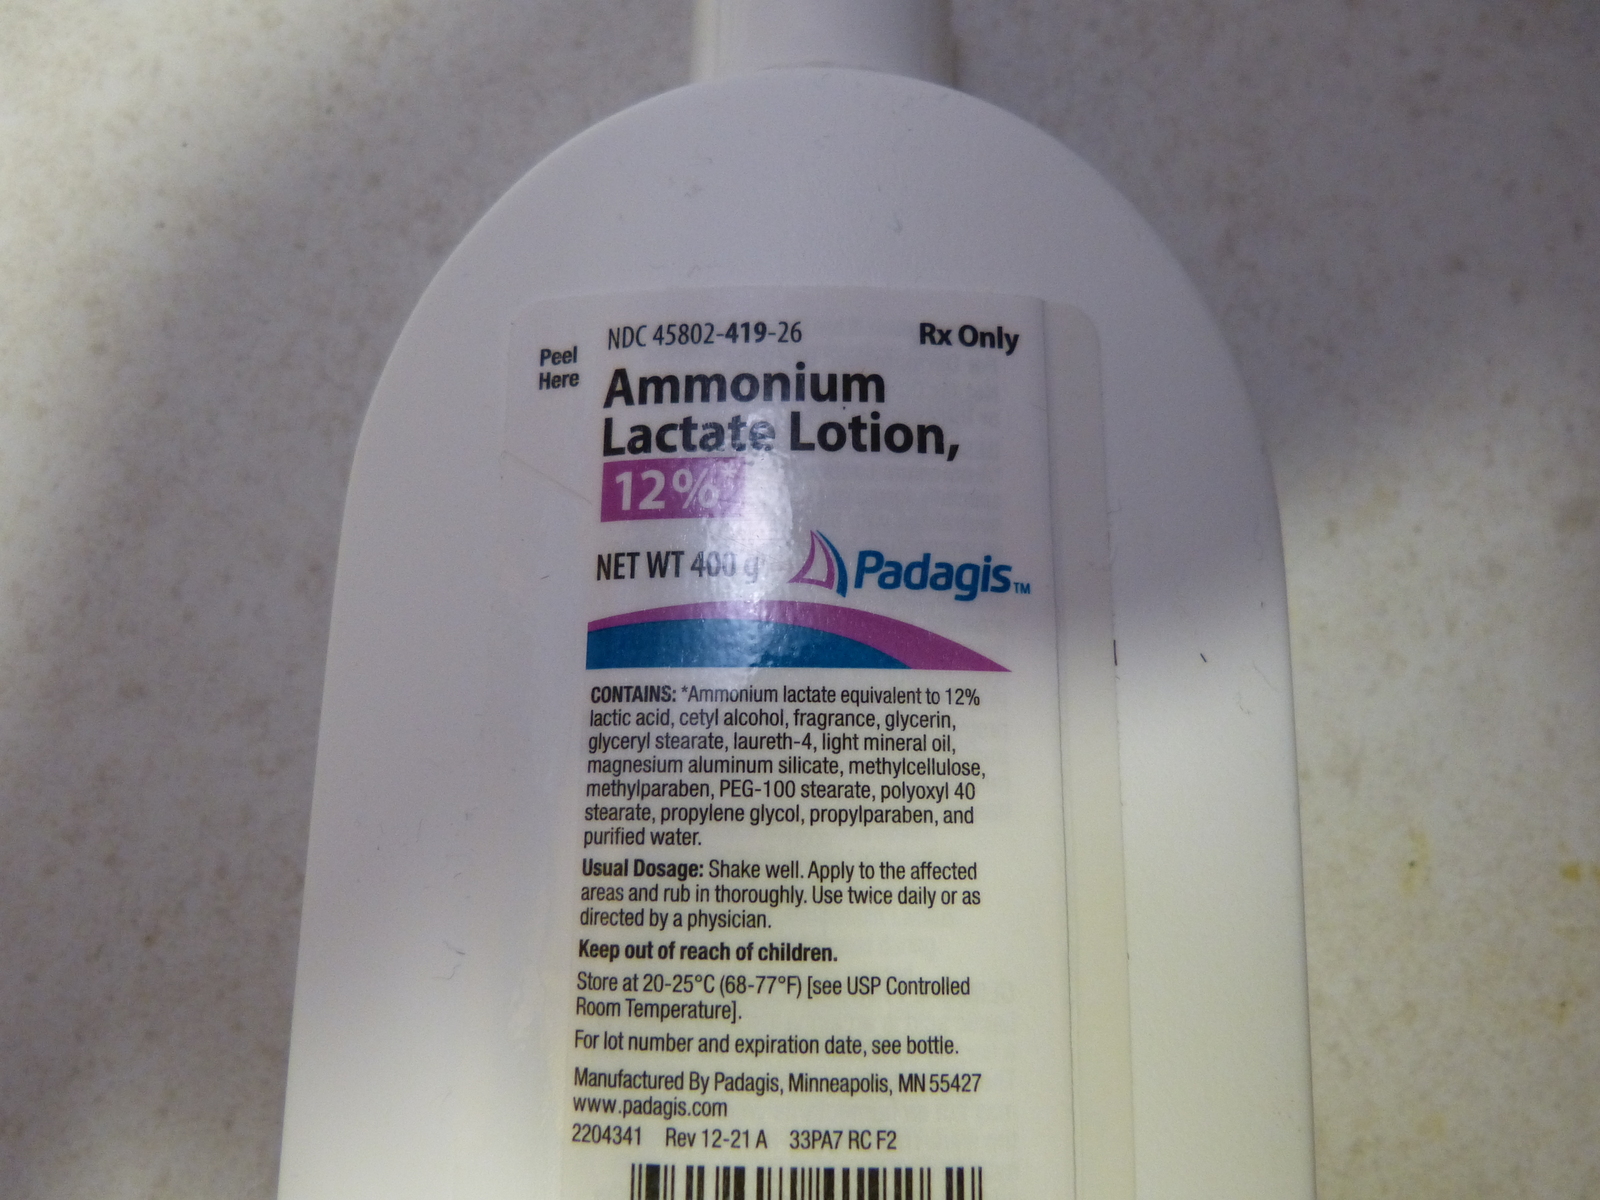 NDC 45802-419-26
Rx Only
Peel
Here
Ammonium
Lactate Lotion,
12%*
NET WT 400 g
Padagis™
CONTAINS: *Ammonium lactate equivalent to 12%
lactic acid, cetyl alcohol, fragrance, glycerin,
glyceryl stearate, laureth-4, light mineral oil,
magnesium aluminum silicate, methylcellulose,
methylparaben, PEG-100 stearate, polyoxyl 40
stearate, propylene glycol, propylparaben, and
purified water.
Usual Dosage: Shake well. Apply to the affected
areas and rub in thoroughly. Use twice daily or as
directed by a physician.
Keep out of reach of children.
Store at 20-25°C (68-77°F) [see USP Controlled
Room Temperature].
For lot number and expiration date, see bottle.
Manufactured By Padagis, Minneapolis, MN 55427
www.padagis.com
2204341 Rev 12-21 A 33PA7 RC F2